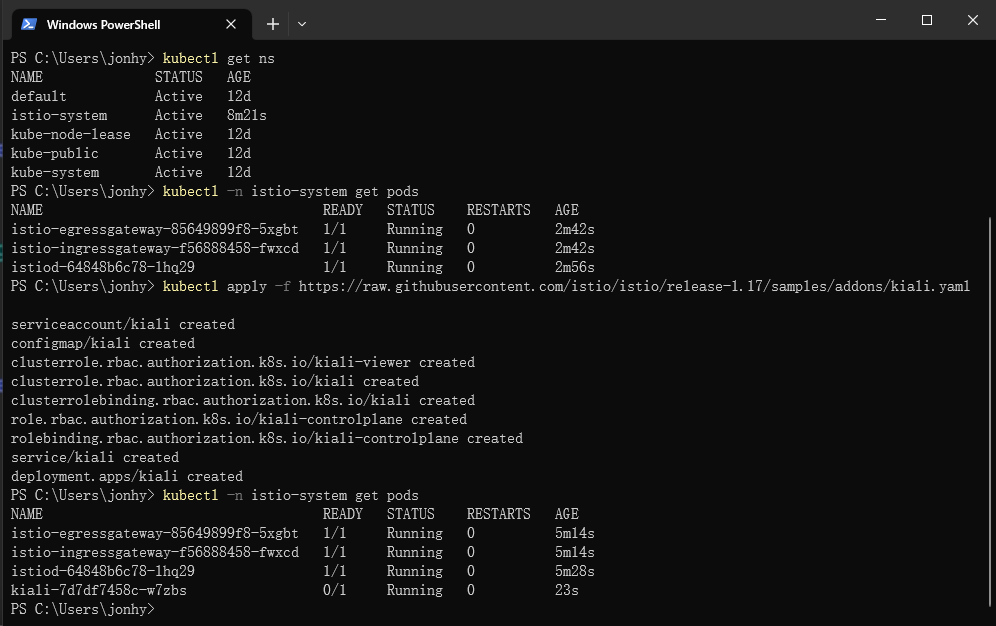 Windows PowerShell
PS C:\Users\jonhy> kubectl get ns
NAME              STATUS   AGE
default           Active   12d
istio-system      Active   8m21s
kube-node-lease   Active   12d
kube-public       Active   12d
kube-system       Active   12d
PS C:\Users\jonhy> kubectl -n istio-system get pods
NAME                                   READY   STATUS    RESTARTS   AGE
istio-egressgateway-85649899f8-5xgbt   1/1     Running   0          2m42s
istio-ingressgateway-f56888458-fwxcd   1/1     Running   0          2m42s
istiod-64848b6c78-lhq29                1/1     Running   0          2m56s
PS C:\Users\jonhy> kubectl apply -f https://raw.githubusercontent.com/istio/istio/release-1.17/samples/addons/kiali.yaml
serviceaccount/kiali created
configmap/kiali created
clusterrole.rbac.authorization.k8s.io/kiali-viewer created
clusterrole.rbac.authorization.k8s.io/kiali created
clusterrolebinding.rbac.authorization.k8s.io/kiali created
role.rbac.authorization.k8s.io/kiali-controlplane created
rolebinding.rbac.authorization.k8s.io/kiali-controlplane created
service/kiali created
deployment.apps/kiali created
PS C:\Users\jonhy> kubectl -n istio-system get pods
NAME                                   READY   STATUS    RESTARTS   AGE
istio-egressgateway-85649899f8-5xgbt   1/1     Running   0          5m14s
istio-ingressgateway-f56888458-fwxcd   1/1     Running   0          5m14s
istiod-64848b6c78-lhq29                1/1     Running   0          5m28s
kiali-7d7df7458c-w7zbs                 0/1     Running   0          23s
PS C:\Users\jonhy>